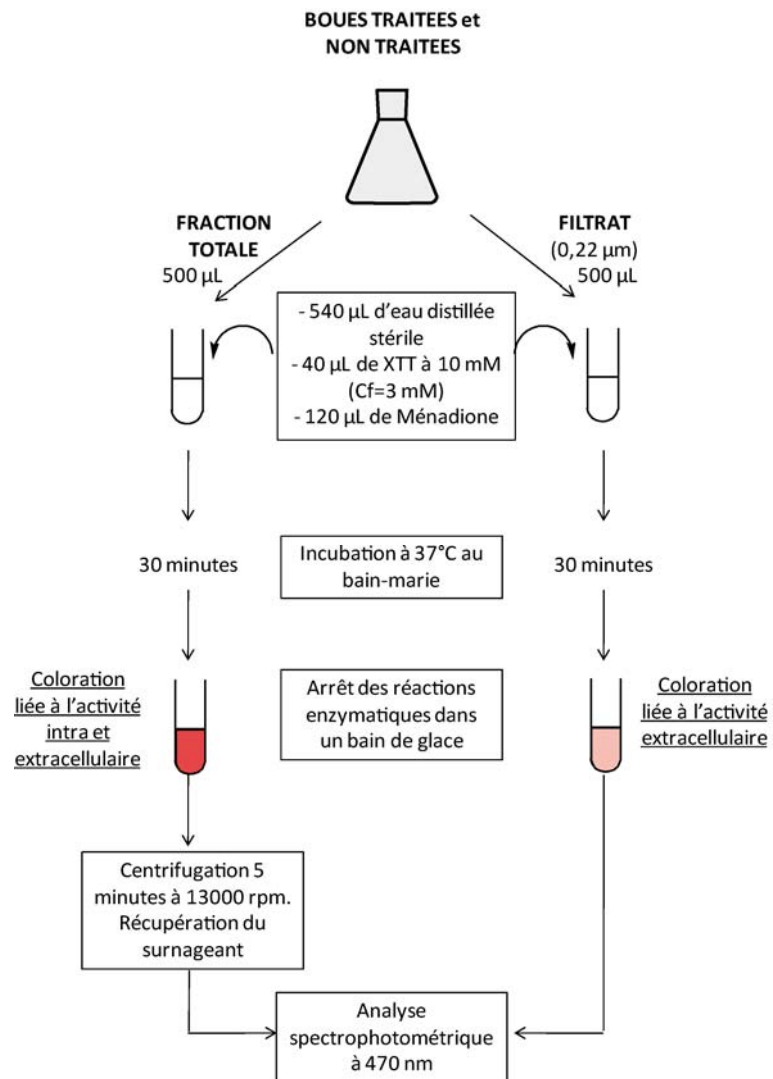 BOUES TRAITEES et
NON TRAITEES
FRACTION
TOTALE
500 µL
FILTRAT
(0,22 µm)
500 µL
- 540 µL d'eau distillée
stérile
- 40 µL de XTT à 10 mM
(Cf=3 mM)
- 120 µL de Ménadione
30 minutes
Incubation à 37°C au
bain-marie
30 minutes
Coloration
liée à l'activité
intra et
extracellulaire
Arrêt des réactions
enzymatiques dans
un bain de glace
Coloration
liée à l'activité
extracellulaire
Centrifugation 5
minutes à 13000 rpm.
Récupération du
surnageant
Analyse
spectrophotométrique
à 470 nm